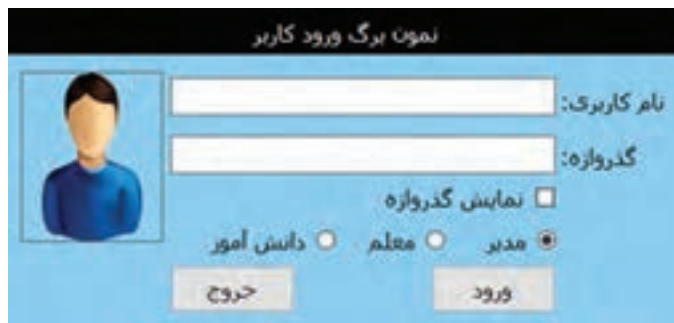 نمون برگ ورود کاربر
نام کاربری:
گذرواژه:
نمایش گذرواژه
مدیر معلم دانش آموز
ورود خروج